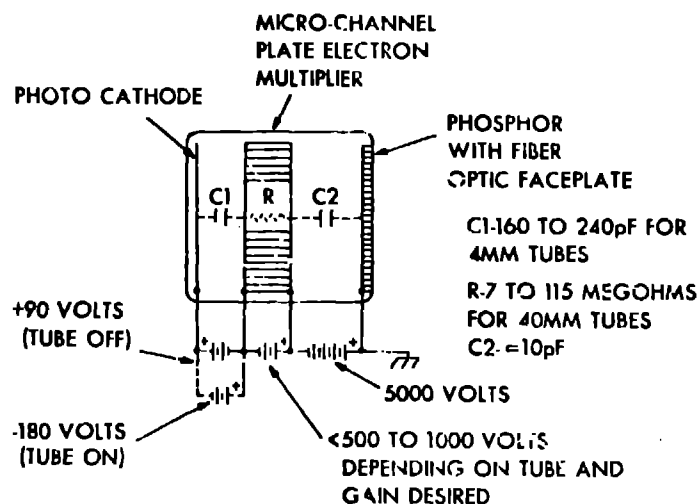 MICRO-CHANNEL
PLATE ELECTRON
MULTIPLIER
PHOTO CATHODE
PHOSPHOR
WITH FIBER
OPTIC FACEPLATE
C1 R C2
C1-160 TO 240pF FOR
4MM TUBES
R-7 TO 115 MEGOHMS
FOR 40MM TUBES
C2-=10pF
+90 VOLTS
(TUBE OFF)
+ + +
+
5000 VOLTS
-180 VOLTS
(TUBE ON)
<500 TO 1000 VOLTS
DEPENDING ON TUBE AND
GAIN DESIRED